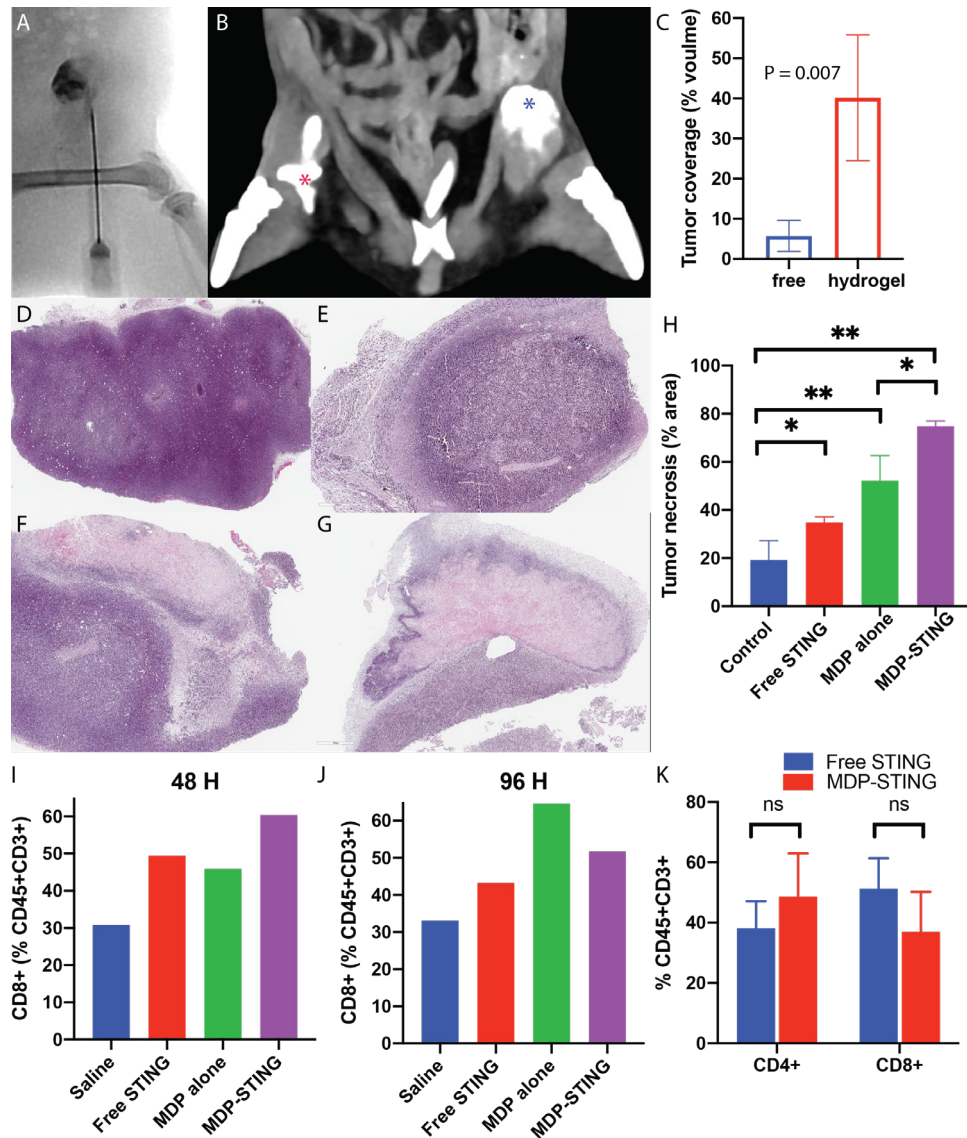 A
B
*
*
C
Tumor coverage (% voulme)
60
50
40
30
20
10
0
P = 0.007
free
hydrogel
D
E
F
G
H
Tumor necrosis (% area)
100
80
60
40
20
0
**
**
*
*
Control
Free STING
MDP alone
MDP-STING
I
48 H
CD8+ (% CD45+CD3+)
60
50
40
30
20
10
0
Saline
Free STING
MDP alone
MDP-STING
J
96 H
CD8+ (% CD45+CD3+)
60
50
40
30
20
10
0
Saline
Free STING
MDP alone
MDP-STING
K
Free STING
MDP-STING
% CD45+CD3+
80
60
40
20
0
ns
ns
CD4+
CD8+